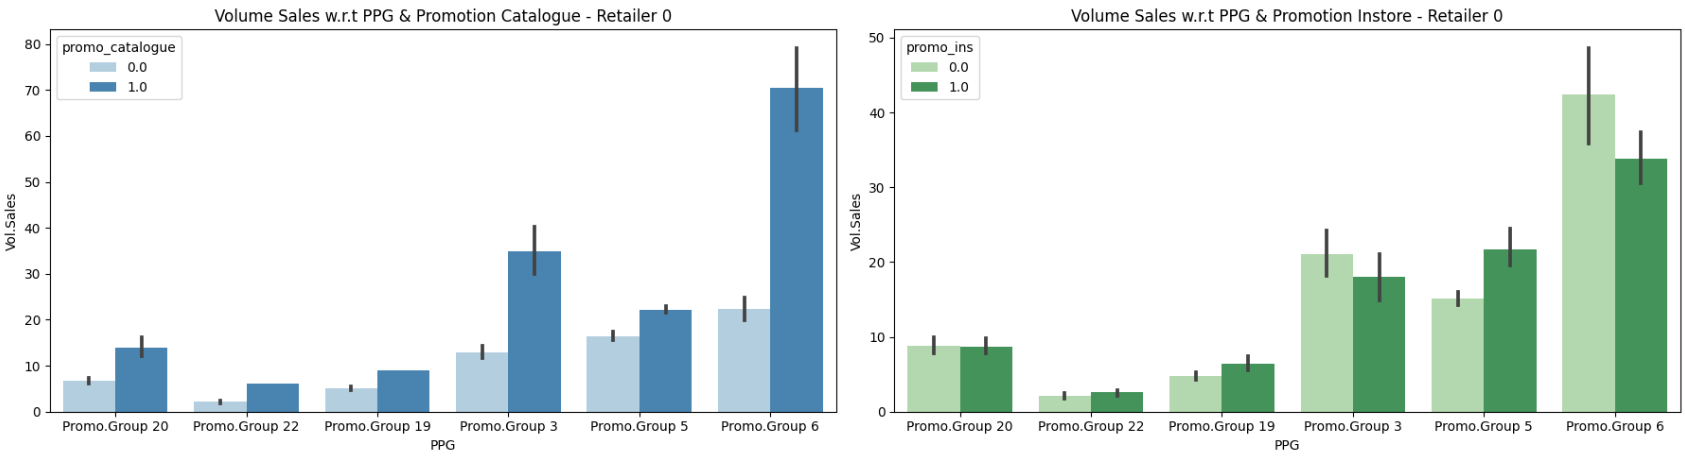 Volume Sales w.r.t PPG & Promotion Catalogue - Retailer 0
promo_catalogue
0.0
1.0
80
70
60
50
40
30
20
10
0
Vol.Sales
Promo.Group 20
Promo.Group 22
Promo.Group 19
Promo.Group 3
Promo.Group 5
Promo.Group 6
PPG
Volume Sales w.r.t PPG & Promotion Instore - Retailer 0
promo_ins
0.0
1.0
50
40
30
20
10
0
Vol.Sales
Promo.Group 20
Promo.Group 22
Promo.Group 19
Promo.Group 3
Promo.Group 5
Promo.Group 6
PPG